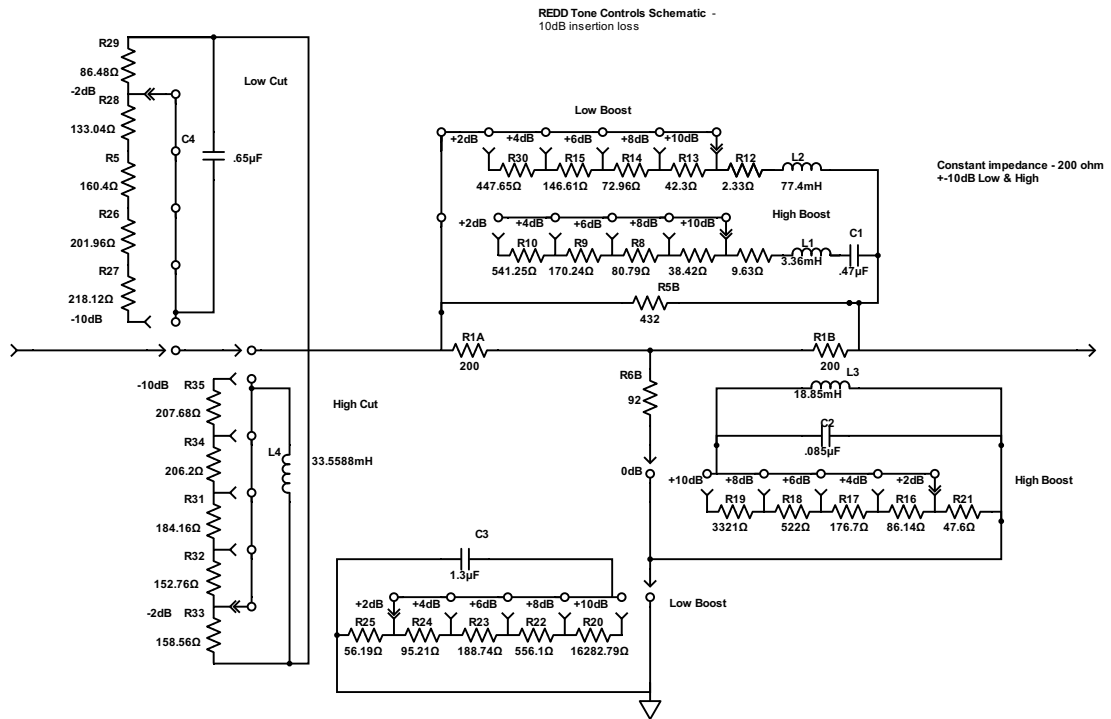 REDD Tone Controls Schematic -
10dB insertion loss
R29
86.48Ω
-2dB
R28
133.04Ω
R5
160.4Ω
R26
201.96Ω
R27
218.12Ω
-10dB
C4
.65µF
Low Cut
Low Boost
+2dB +4dB +6dB +8dB +10dB
R30 R15 R14 R13 R12 L2
447.65Ω 146.61Ω 72.96Ω 42.3Ω 2.33Ω 77.4mH
Constant impedance - 200 ohm
+-10dB Low & High
High Boost
+2dB +4dB +6dB +8dB +10dB
R10 R9 R8 L1 C1
541.25Ω 170.24Ω 80.79Ω 38.42Ω 9.63Ω 3.36mH .47µF
R5B
432
R1A
200
R1B
200
R6B
92
0dB
L3
18.85mH
C2
.085µF
+10dB +8dB +6dB +4dB +2dB
R19 R18 R17 R16 R21
3321Ω 522Ω 176.7Ω 86.14Ω 47.6Ω
High Boost
-10dB R35
207.68Ω
R34
206.2Ω
R31
184.16Ω
R32
152.76Ω
-2dB R33
158.56Ω
High Cut
L4
33.5588mH
C3
1.3µF
+2dB +4dB +6dB +8dB +10dB
R25 R24 R23 R22 R20
56.19Ω 95.21Ω 188.74Ω 556.1Ω 16282.79Ω
Low Boost